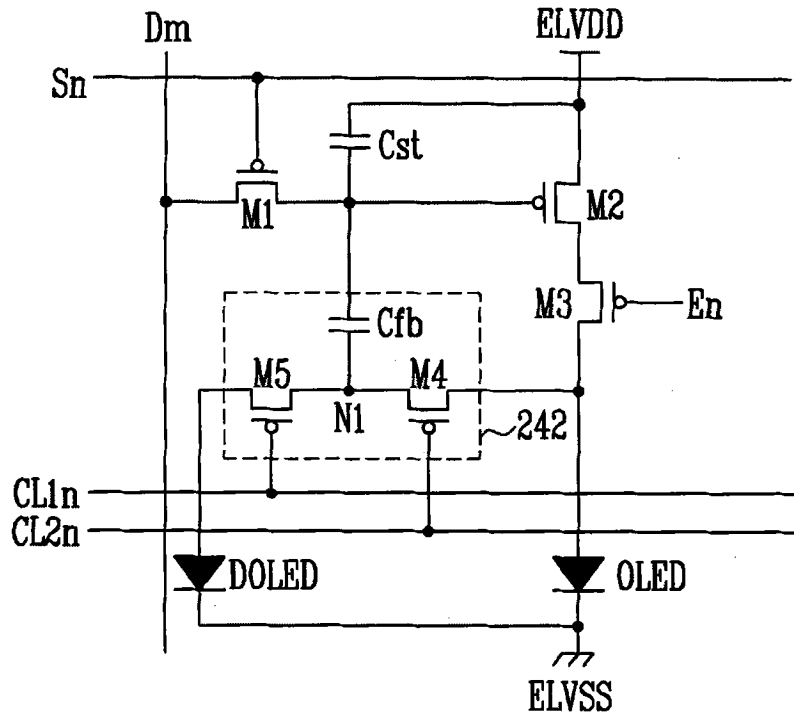 Dm
ELVDD
Sn
Cst
M1
M2
M3
En
Cfb
M5
M4
N1
242
CL1n
CL2n
DOLED
OLED
ELVSS